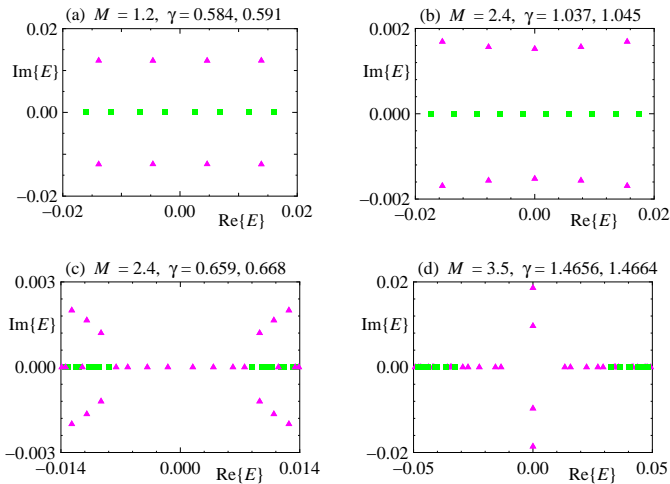 (a) M = 1.2, γ = 0.584, 0.591
0.02
Im{E}
0.00
−0.02
−0.02 0.00 0.02
Re{E}
(b) M = 2.4, γ = 1.037, 1.045
0.002
Im{E}
0.000
−0.002
−0.02 0.00 0.02
Re{E}
(c) M = 2.4, γ = 0.659, 0.668
0.003
Im{E}
0.000
−0.003
−0.014 0.000 0.014
Re{E}
(d) M = 3.5, γ = 1.4656, 1.4664
0.02
Im{E}
0.00
−0.02
−0.05 0.00 0.05
Re{E}